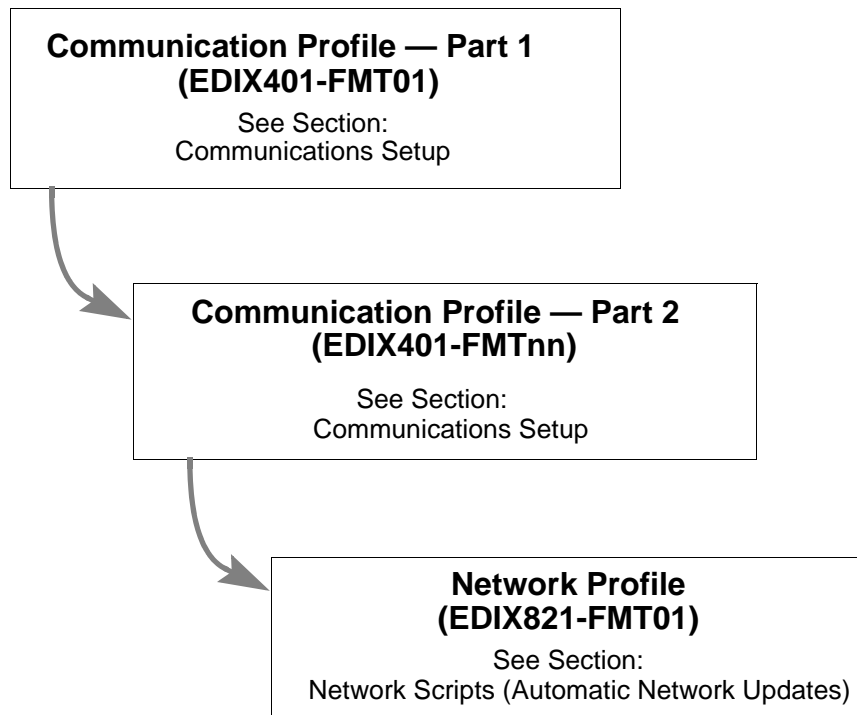 Communication Profile — Part 1
(EDIX401-FMT01)
See Section:
Communications Setup
Communication Profile — Part 2
(EDIX401-FMTnn)
See Section:
Communications Setup
Network Profile
(EDIX821-FMT01)
See Section:
Network Scripts (Automatic Network Updates)